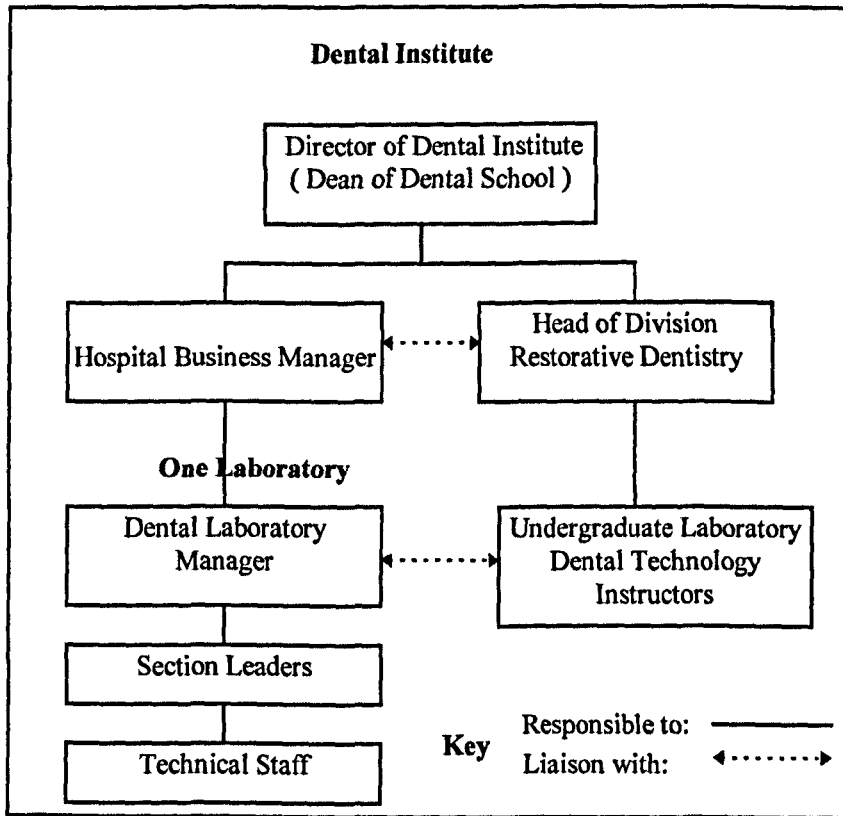 Dental Institute
Director of Dental Institute
( Dean of Dental School )
Hospital Business Manager
Head of Division
Restorative Dentistry
One Laboratory
Dental Laboratory
Manager
Undergraduate Laboratory
Dental Technology
Instructors
Section Leaders
Technical Staff
Key
Responsible to:
Liaison with: